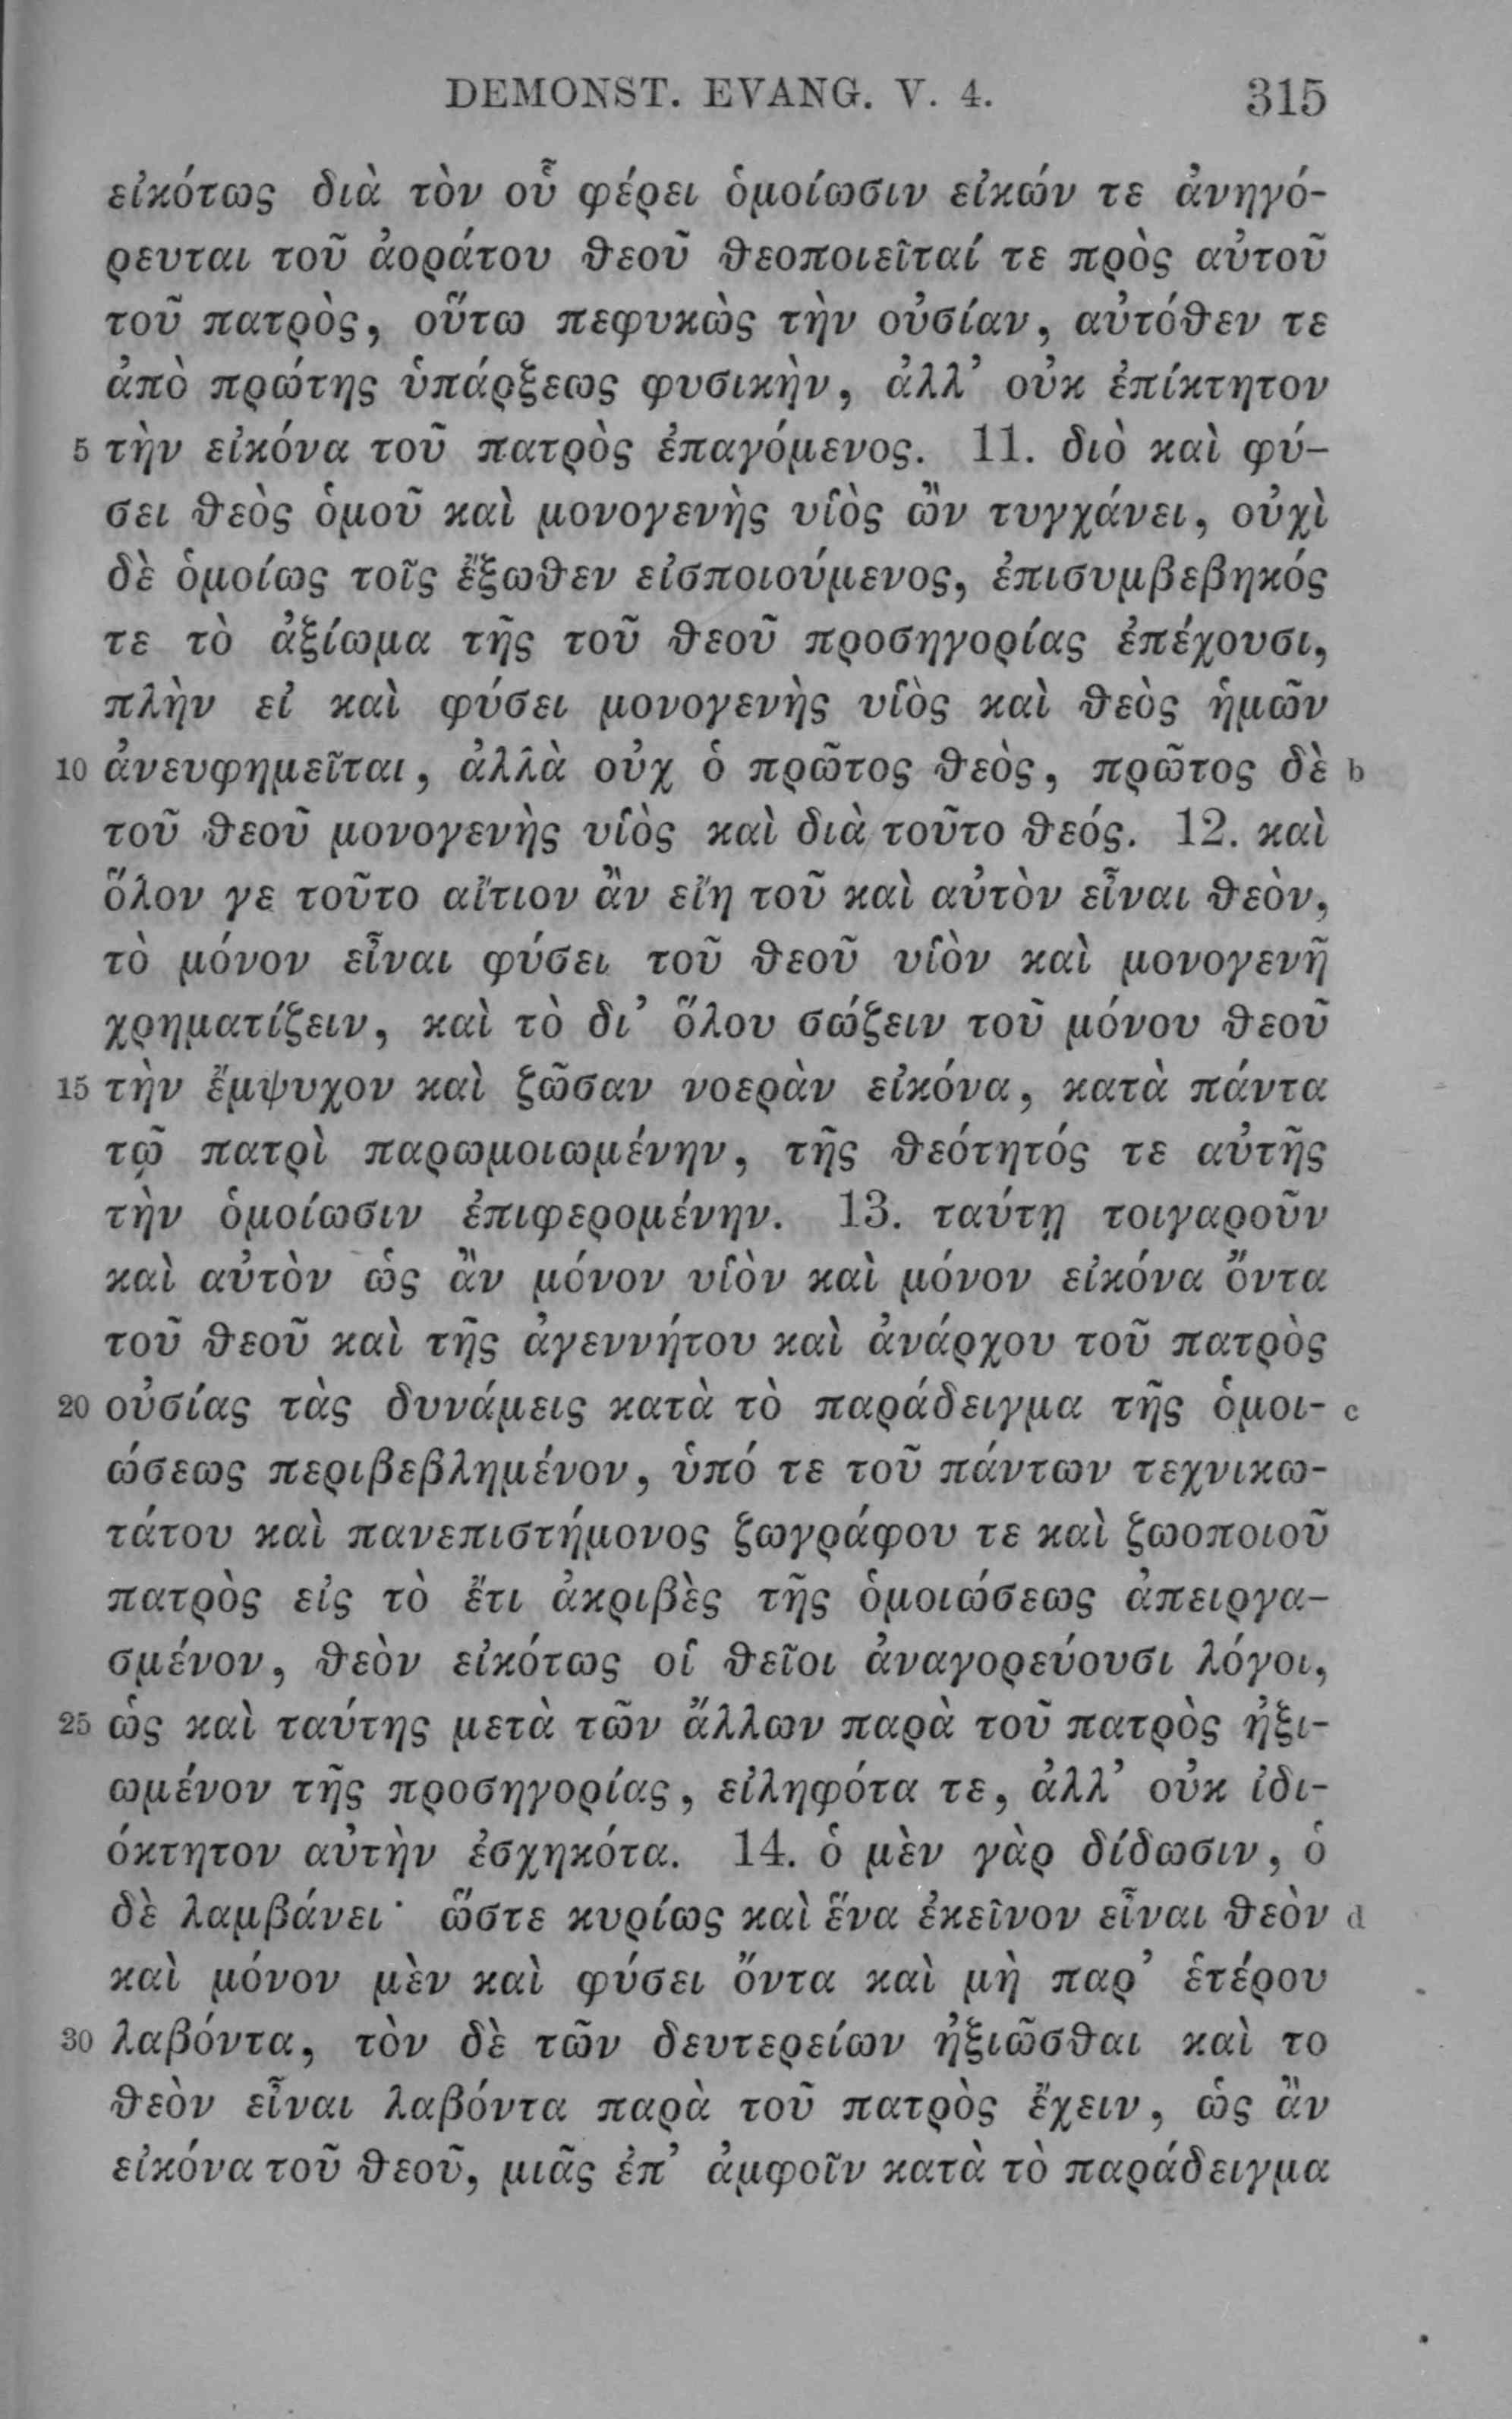 DEMONST. EVANG. V. 4. 315
εἰκότως διὰ τὸν οὗ φέρει ὁμοίωσιν εἰκών τε ἀνηγό-
ρευται τοῦ ἀοράτου θεοῦ θεοποιεῖταί τε πρὸς αὐτοῦ
τοῦ πατρὸς, οὕτω πεφυκὼς τὴν οὐσίαν, αὐτόθεν τε
ἀπὸ πρώτης ὑπάρξεως φυσικὴν, ἀλλ’ οὐκ ἐπίκτητον
5 τὴν εἰκόνα τοῦ πατρὸς ἐπαγόμενος. 11. διὸ καὶ φύ-
σει θεὸς ὁμοῦ καὶ μονογενὴς υἱὸς ὢν τυγχάνει, οὐχὶ
δὲ ὁμοίως τοῖς ἔξωθεν εἰσποιούμενος, ἐπισυμβεβηκός
τε τὸ ἀξίωμα τῆς τοῦ θεοῦ προσηγορίας ἐπέχουσι,
πλὴν εἰ καὶ φύσει μονογενὴς υἱὸς καὶ θεὸς ἡμῶν
10 ἀνευφημεῖται, ἀλλὰ οὐχ ὁ πρῶτος θεὸς, πρῶτος δὲ b
τοῦ θεοῦ μονογενὴς υἱὸς καὶ διὰ τοῦτο θεός. 12. καὶ
ὅλον γε τοῦτο αἴτιον ἂν εἴη τοῦ καὶ αὐτὸν εἶναι θεὸν,
τὸ μόνον εἶναι φύσει τοῦ θεοῦ υἱὸν καὶ μονογενῆ
χρηματίζειν, καὶ τὸ δι’ ὅλου σώζειν τοῦ μόνου θεοῦ
15 τὴν ἔμψυχον καὶ ζῶσαν νοερὰν εἰκόνα, κατὰ πάντα
τῷ πατρὶ παρωμοιωμένην, τῆς θεότητός τε αὐτῆς
τὴν ὁμοίωσιν ἐπιφερομένην. 13. ταύτῃ τοιγαροῦν
καὶ αὐτὸν ὡς ἂν μόνον υἱὸν καὶ μόνον εἰκόνα ὄντα
τοῦ θεοῦ καὶ τῆς ἀγεννήτου καὶ ἀνάρχου τοῦ πατρὸς
20 οὐσίας τὰς δυνάμεις κατὰ τὸ παράδειγμα τῆς ὁμοι- c
ώσεως περιβεβλημένον, ὑπό τε τοῦ πάντων τεχνικω-
τάτου καὶ πανεπιστήμονος ζωγράφου τε καὶ ζωοποιοῦ
πατρὸς εἰς τὸ ἔτι ἀκριβὲς τῆς ὁμοιώσεως ἀπειργα-
σμένον, θεὸν εἰκότως οἱ θεῖοι ἀναγορεύουσι λόγοι,
25 ὡς καὶ ταύτης μετὰ τῶν ἄλλων παρὰ τοῦ πατρὸς ἠξι-
ωμένον τῆς προσηγορίας, εἰληφότα τε, ἀλλ’ οὐκ ἰδι-
όκτητον αὐτὴν ἐσχηκότα. 14. ὁ μὲν γὰρ δίδωσιν, ὁ
δὲ λαμβάνει· ὥστε κυρίως καὶ ἕνα ἐκεῖνον εἶναι θεὸν d
καὶ μόνον μὲν καὶ φύσει ὄντα καὶ μὴ παρ’ ἑτέρου
30 λαβόντα, τὸν δὲ τῶν δευτερείων ἠξιῶσθαι καὶ το
θεὸν εἶναι λαβόντα παρὰ τοῦ πατρὸς ἔχειν, ὡς ἂν
εἰκόνα τοῦ θεοῦ, μιᾶς ἐπ’ ἀμφοῖν κατὰ τὸ παράδειγμα